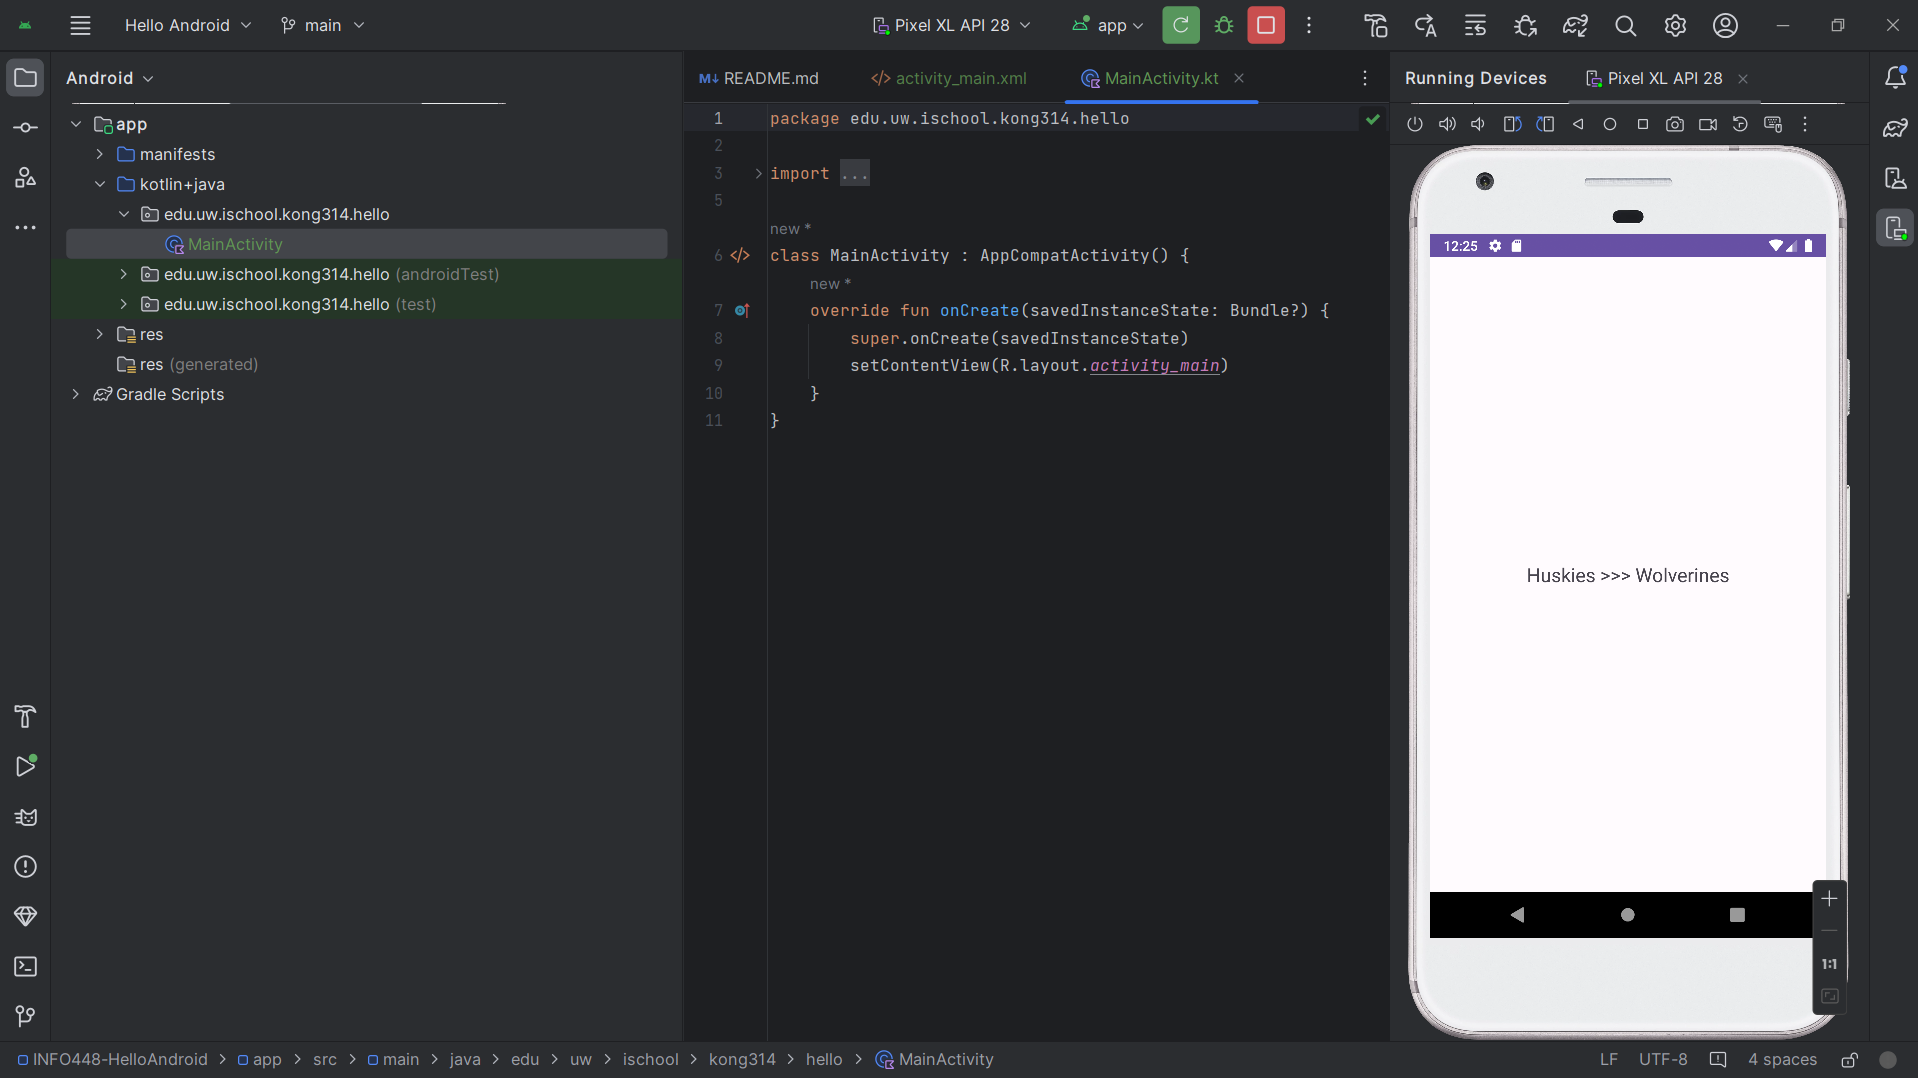 Hello Android
main
Pixel XL API 28
app
Android
app
manifests
kotlin+java
edu.uw.ischool.kong314.hello
MainActivity
edu.uw.ischool.kong314.hello (androidTest)
edu.uw.ischool.kong314.hello (test)
res
res (generated)
Gradle Scripts
M↓ README.md
</> activity_main.xml
MainActivity.kt
1 package edu.uw.ischool.kong314.hello
2
3 import ...
5
new *
6 </> class MainActivity : AppCompatActivity() {
new *
7 override fun onCreate(savedInstanceState: Bundle?) {
8 super.onCreate(savedInstanceState)
9 setContentView(R.layout.activity_main)
10 }
11 }
Running Devices
Pixel XL API 28
12:25
Huskies >>> Wolverines
1:1
INFO448-HelloAndroid > app > src > main > java > edu > uw > ischool > kong314 > hello > MainActivity
LF UTF-8 4 spaces